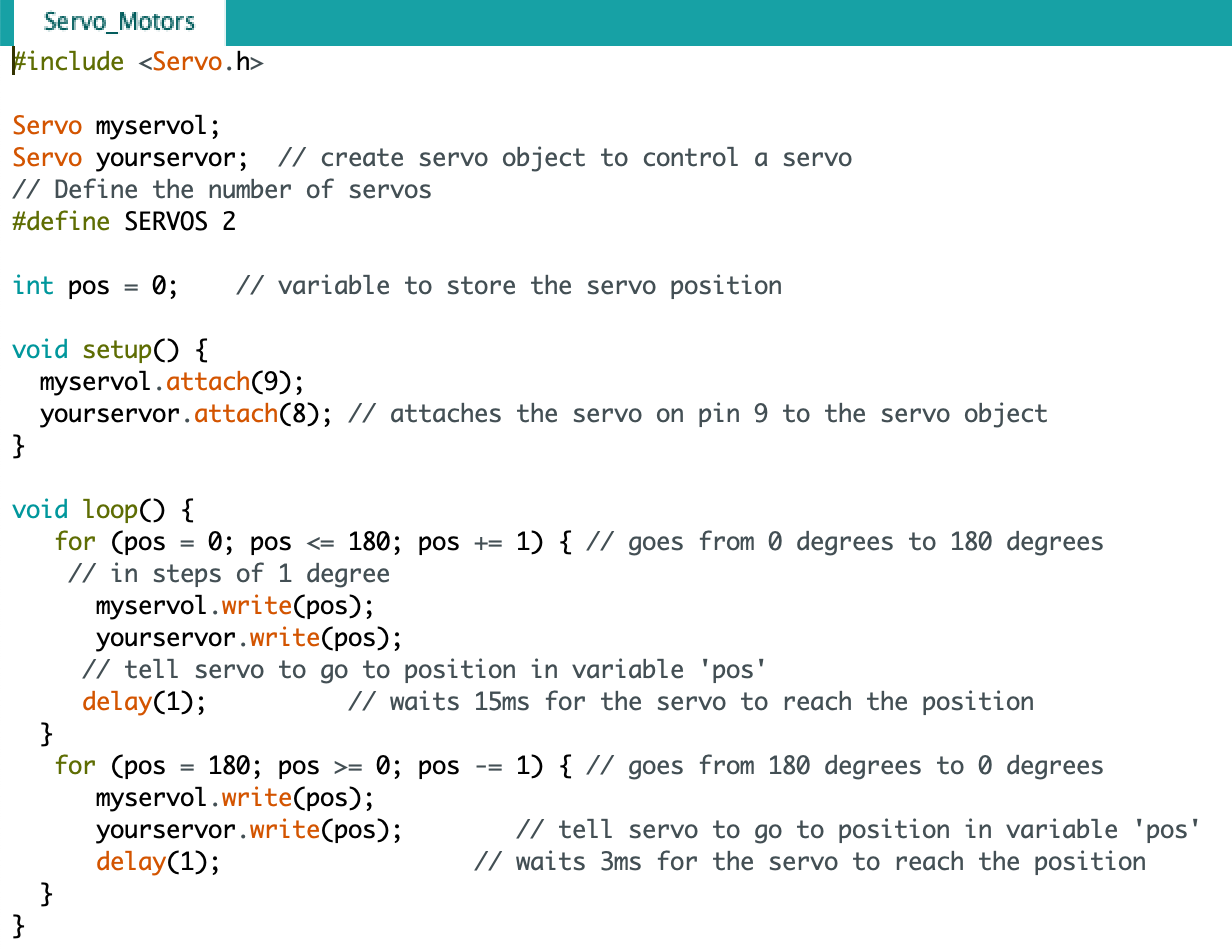 Servo_Motors
#include <Servo.h>

Servo myservol;
Servo yourservor;  // create servo object to control a servo
// Define the number of servos
#define SERVOS 2

int pos = 0;    // variable to store the servo position

void setup() {
  myservol.attach(9);
  yourservor.attach(8); // attaches the servo on pin 9 to the servo object
}

void loop() {
   for (pos = 0; pos <= 180; pos += 1) { // goes from 0 degrees to 180 degrees
    // in steps of 1 degree
      myservol.write(pos);
      yourservor.write(pos);
     // tell servo to go to position in variable 'pos'
     delay(1);          // waits 15ms for the servo to reach the position
  }
   for (pos = 180; pos >= 0; pos -= 1) { // goes from 180 degrees to 0 degrees
      myservol.write(pos);
      yourservor.write(pos);        // tell servo to go to position in variable 'pos'
      delay(1);                  // waits 3ms for the servo to reach the position
  }
}